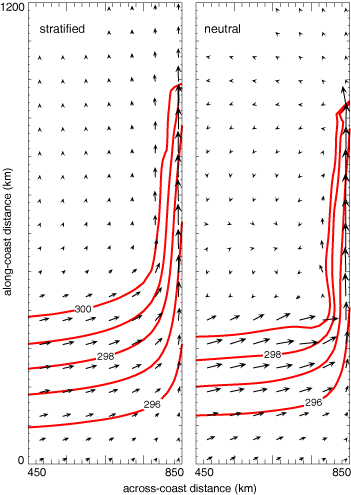 1200
stratified
neutral
along-coast distance (km)
300
298
298
296
296
0
450
850
450
850
across-coast distance (km)